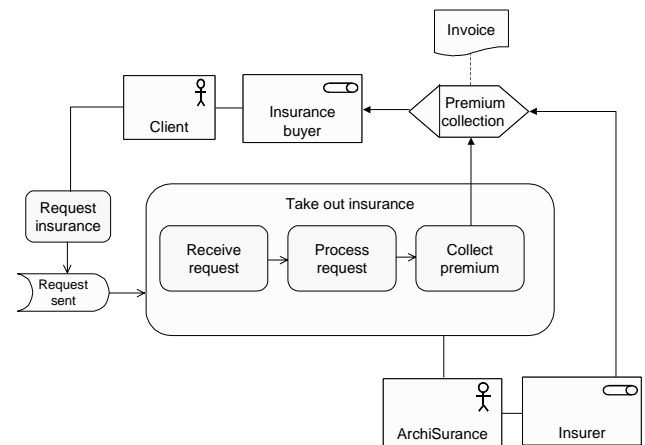 Invoice
Premium
collection
Insurance
buyer
Client
Request
insurance
Take out insurance
Receive
request
Process
request
Collect
premium
Request
sent
ArchiSurance
Insurer